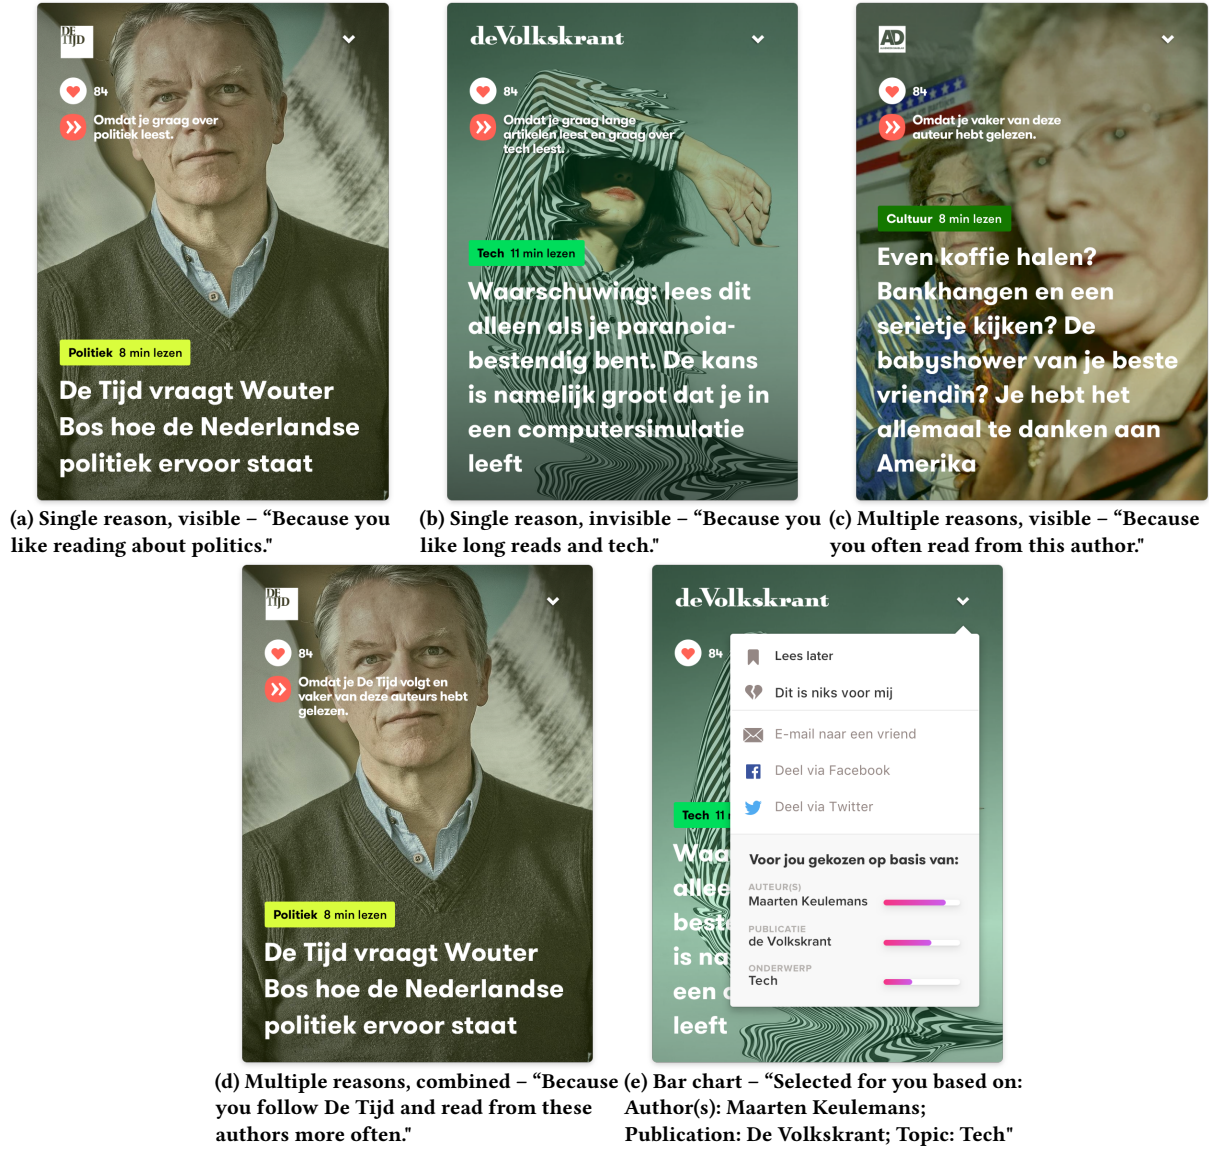 DE TIJD
84
Omdat je graag over
politiek leest.
Politiek 8 min lezen
De Tijd vraagt Wouter
Bos hoe de Nederlandse
politiek ervoor staat
(a) Single reason, visible – “Because you
like reading about politics."
deVolkskrant
84
Omdat je graag lange
artikelen leest en graag over
tech leest.
Tech 11 min lezen
Waarschuwing: lees dit
alleen als je paranoia-
bestendig bent. De kans
is namelijk groot dat je in
een computersimulatie
leeft
(b) Single reason, invisible – “Because you
like long reads and tech."
AD
84
Omdat je vaker van deze
auteur hebt gelezen.
Cultuur 8 min lezen
Even koffie halen?
Bankhangen en een
serietje kijken? De
babyshower van je beste
vriendin? Je hebt het
allemaal te danken aan
Amerika
(c) Multiple reasons, visible – “Because
you often read from this author."
DE TIJD
84
Omdat je De Tijd volgt en
vaker van deze auteurs hebt
gelezen.
Politiek 8 min lezen
De Tijd vraagt Wouter
Bos hoe de Nederlandse
politiek ervoor staat
(d) Multiple reasons, combined – “Because
you follow De Tijd and read from these
authors more often."
deVolkskrant
84
Lees later
Dit is niks voor mij
E-mail naar een vriend
Deel via Facebook
Deel via Twitter
Voor jou gekozen op basis van:
AUTEUR(S)
Maarten Keulemans
PUBLICATIE
de Volkskrant
ONDERWERP
Tech
Tech 11
Waa
allee
best
is na
een
leeft
(e) Bar chart – “Selected for you based on:
Author(s): Maarten Keulemans;
Publication: De Volkskrant; Topic: Tech"